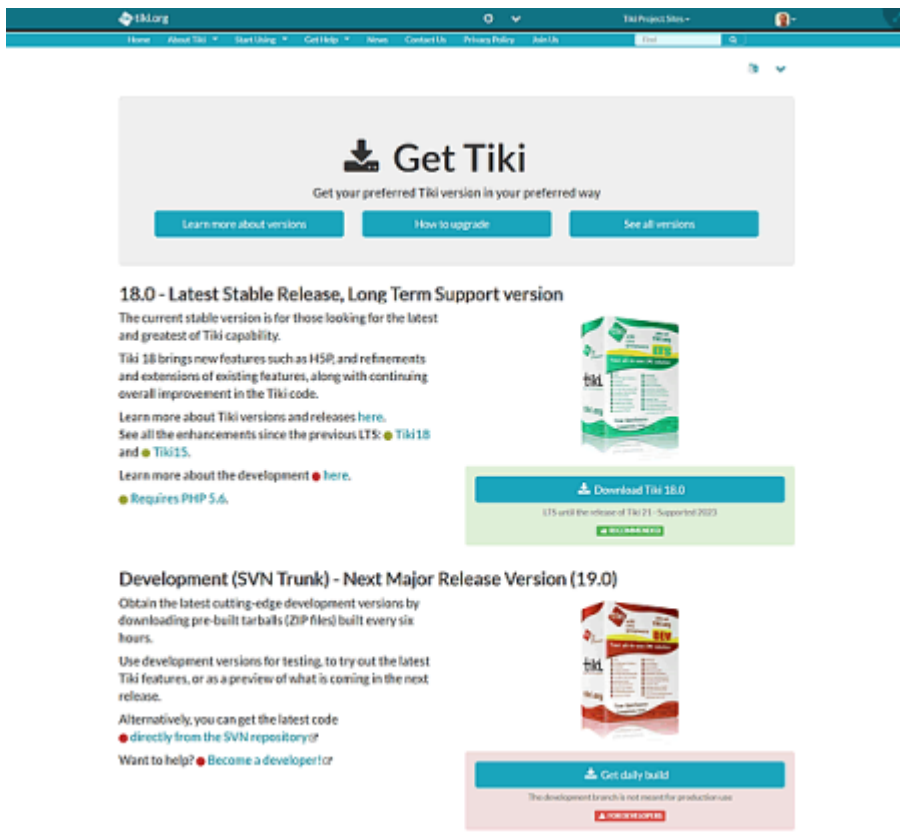 tiki.org
Tiki Project Sites
Home About Tiki Start Using Get Help News Contact Us Privacy Policy Join Us Find
Get Tiki
Get your preferred Tiki version in your preferred way
Learn more about versions How to upgrade See all versions
18.0 - Latest Stable Release, Long Term Support version
The current stable version is for those looking for the latest
and greatest of Tiki capability.
Tiki 18 brings new features such as H5P, and refinements
and extensions of existing features, along with continuing
overall improvement in the Tiki code.
Learn more about Tiki versions and releases here.
See all the enhancements since the previous LTS: Tiki18
and Tiki15.
Learn more about the development here.
Requires PHP 5.6.
LTS
tiki
tiki.org
Download Tiki 18.0
LTS until the release of Tiki 21 - Supported 2023
RECOMMENDED
Development (SVN Trunk) - Next Major Release Version (19.0)
Obtain the latest cutting-edge development versions by
downloading pre-built tarballs (ZIP files) built every six
hours.
Use development versions for testing, to try out the latest
Tiki features, or as a preview of what is coming in the next
release.
Alternatively, you can get the latest code
directly from the SVN repository
Want to help? Become a developer!
DEV
tiki
tiki.org
Get daily build
The development branch is not meant for production use
FOR DEVELOPERS